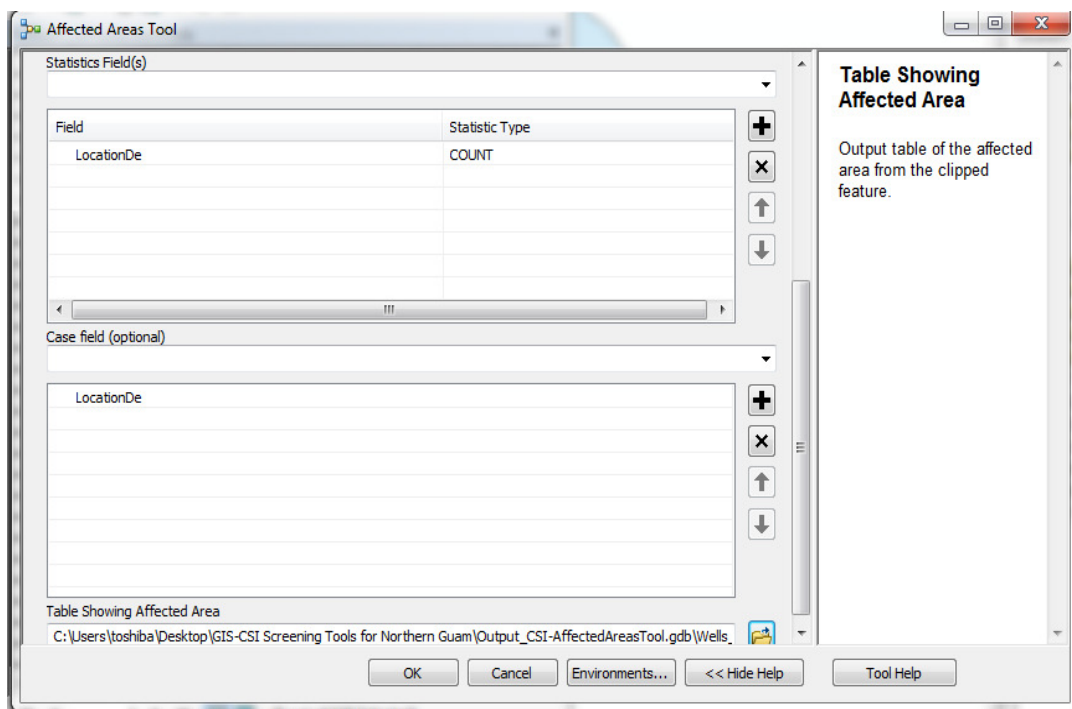 Affected Areas Tool
Statistics Field(s)
Field Statistic Type
LocationDe COUNT
Case field (optional)
LocationDe
Table Showing Affected Area
C:\Users\toshiba\Desktop\GIS-CSI Screening Tools for Northern Guam\Output_CSI-AffectedAreasTool.gdb\Wells_
OK Cancel Environments... << Hide Help Tool Help
Table Showing
Affected Area
Output table of the affected
area from the clipped
feature.